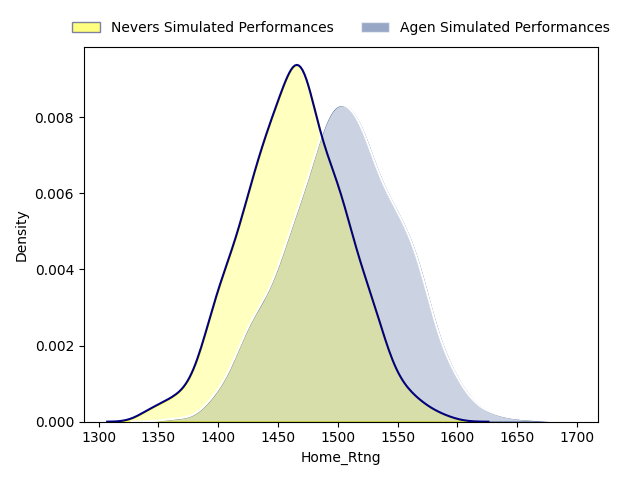 Nevers Simulated Performances Agen Simulated Performances
0.008
0.006
0.004
0.002
0.000
Density
1300 1350 1400 1450 1500 1550 1600 1650 1700
Home_Rtng